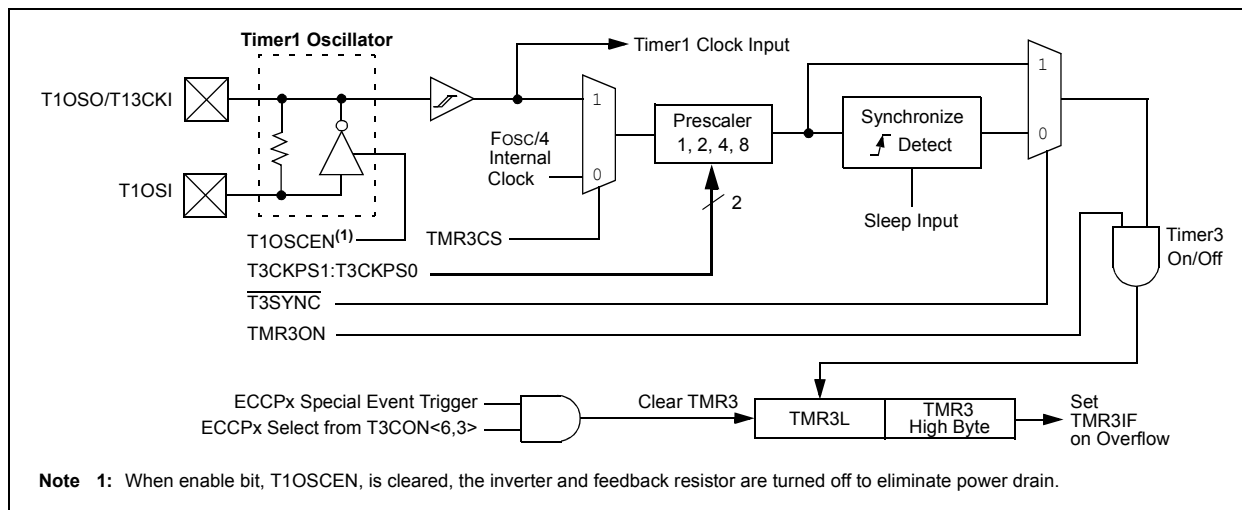 Timer1 Oscillator
T1OSO/T13CKI
T1OSI
Timer1 Clock Input
1
FOSC/4
Internal
Clock
0
Prescaler
1, 2, 4, 8
2
Synchronize
Detect
Sleep Input
1
0
T1OSCEN(1)
TMR3CS
T3CKPS1:T3CKPS0
T3SYNC
TMR3ON
Timer3
On/Off
ECCPx Special Event Trigger
ECCPx Select from T3CON<6,3>
Clear TMR3
TMR3L
TMR3
High Byte
Set
TMR3IF
on Overflow
Note 1: When enable bit, T1OSCEN, is cleared, the inverter and feedback resistor are turned off to eliminate power drain.